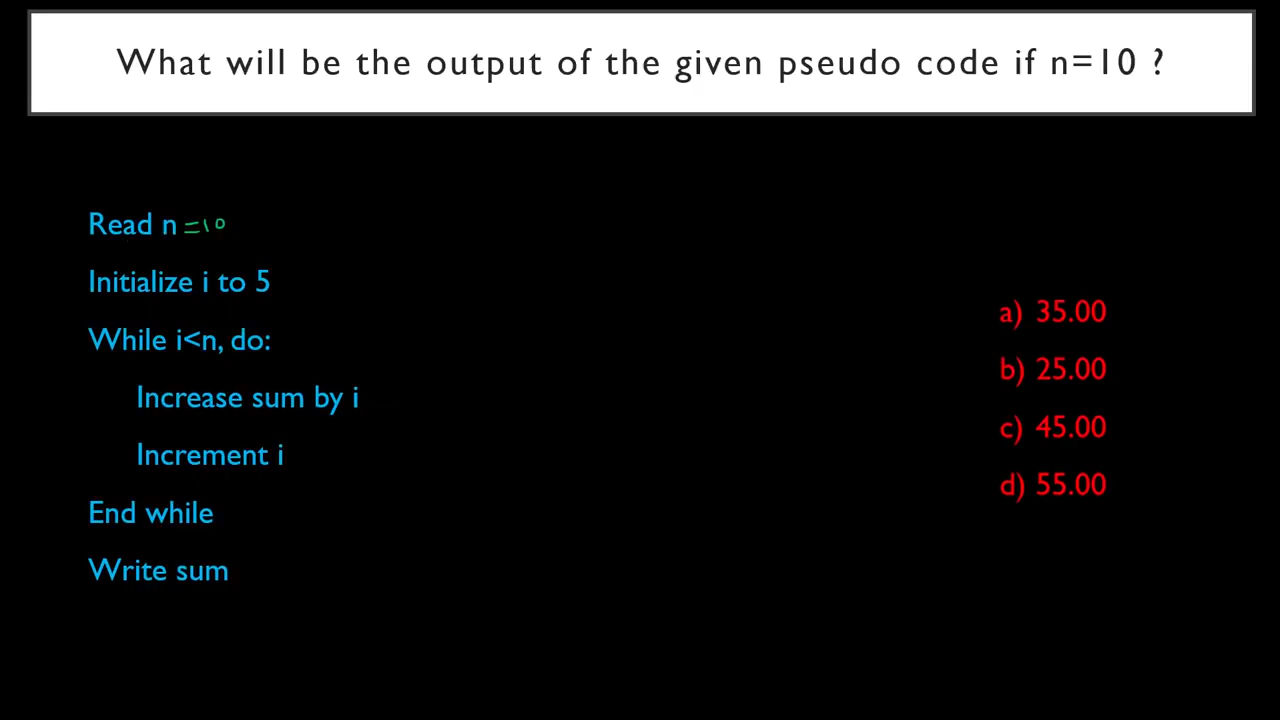 What will be the output of the given pseudo code if n=10 ?
Read n =10
Initialize i to 5
While i<n, do:
Increase sum by i
Increment i
End while
Write sum
a) 35.00
b) 25.00
c) 45.00
d) 55.00